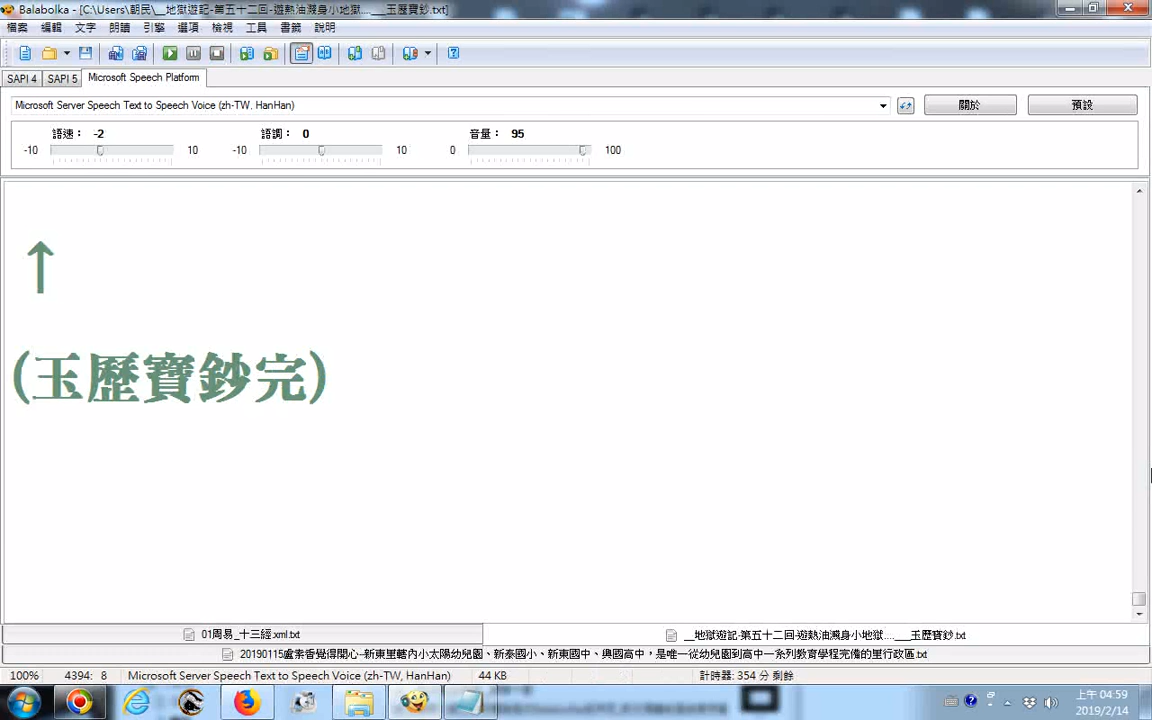 Balabolka - [C:\Users\朝民\__地獄遊記-第五十二回-遊熱油濺身小地獄....___玉歷寶鈔.txt]
檔案 編輯 文字 朗讀 引擎 選項 檢視 工具 書籤 說明
SAPI 4 SAPI 5 Microsoft Speech Platform
Microsoft Server Speech Text to Speech Voice (zh-TW, HanHan) 關於 預設
語速： -2 語調： 0 音量： 95
-10 10 -10 10 0 100
↑
(玉歷寶鈔完)
01周易_十三經.xml.txt __地獄遊記-第五十二回-遊熱油濺身小地獄....___玉歷寶鈔.txt
20190115盧素香覺得開心--新東里轄內小太陽幼兒園、新泰國小、新東國中、興國高中，是唯一從幼兒園到高中一系列教育學程完備的里行政區.txt
100% 4394: 8 Microsoft Server Speech Text to Speech Voice (zh-TW, HanHan) 44 KB 計時器: 354 分 剩餘
上午 04:59
2019/2/14